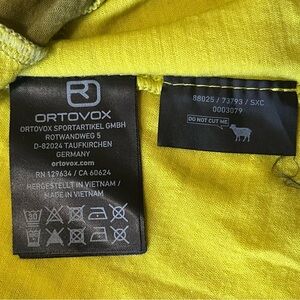 ORTOVOX
ORTOVOX SPORTARTIKEL GMBH
ROTWANDWEG 5
D-82024 TAUFKIRCHEN
GERMANY
ortovox.com
RN 129634 / CA 60624
HERGESTELLT IN VIETNAM /
MADE IN VIETNAM
30
88025 / 73793 / SXC
0003079
DO NOT CUT ME